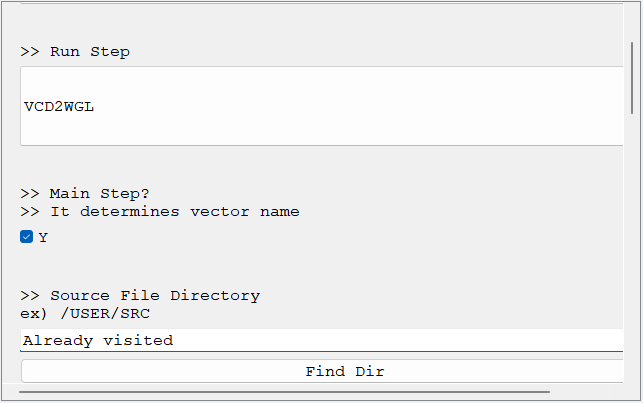 >> Run Step
VCD2WGL
>> Main Step?
>> It determines vector name
Y
>> Source File Directory
ex) /USER/SRC
Already visited
Find Dir